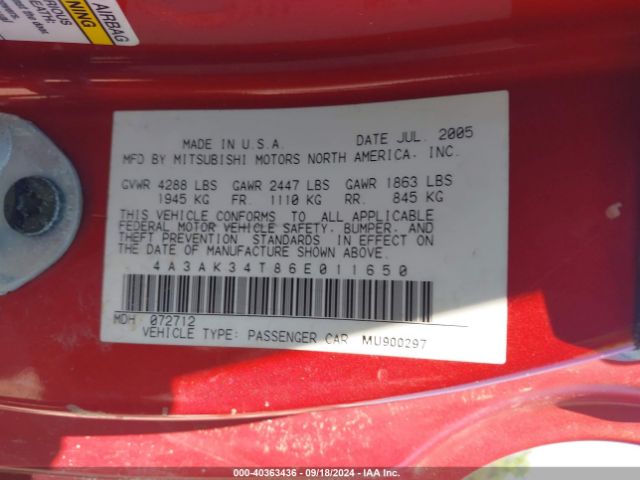 AIRBAG
MADE IN U.S.A. DATE JUL. 2005
MFD BY MITSUBISHI MOTORS NORTH AMERICA, INC.
GVWR 4288 LBS GAWR 2447 LBS GAWR 1863 LBS
1945 KG FR. 1110 KG RR. 845 KG
THIS VEHICLE CONFORMS TO ALL APPLICABLE
FEDERAL MOTOR VEHICLE SAFETY, BUMPER, AND
THEFT PREVENTION STANDARDS IN EFFECT ON
THE DATE OF MANUFACTURE SHOWN ABOVE.
4A3AK34T86E011650
MDH 072712
VEHICLE TYPE: PASSENGER CAR MU900297
000-40363436 - 09/18/2024 - IAA Inc.